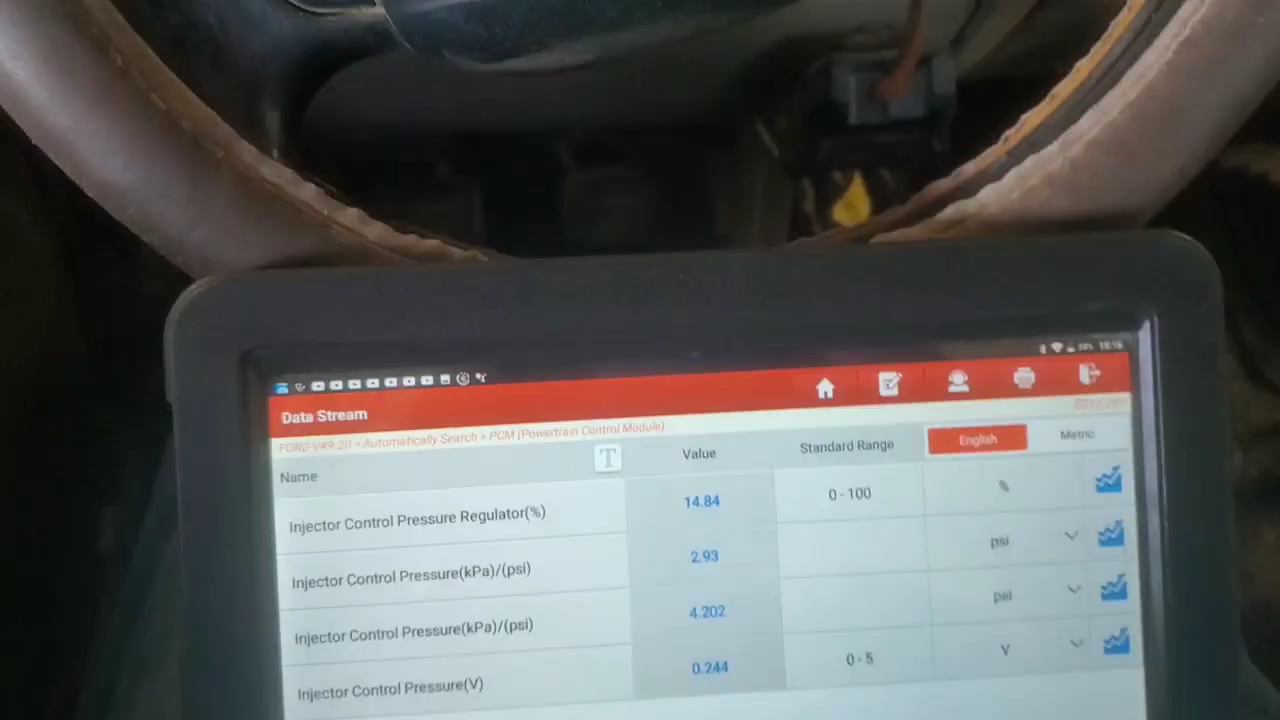 18:16
Data Stream
FORD V49.20 > Automatically Search > PCM (Powertrain Control Module)
Name T Value Standard Range English Metric
Injector Control Pressure Regulator(%) 14.84 0 - 100 %
Injector Control Pressure(kPa)/(psi) 2.93 psi
Injector Control Pressure(kPa)/(psi) 4.202 psi
Injector Control Pressure(V) 0.244 0 - 5 V